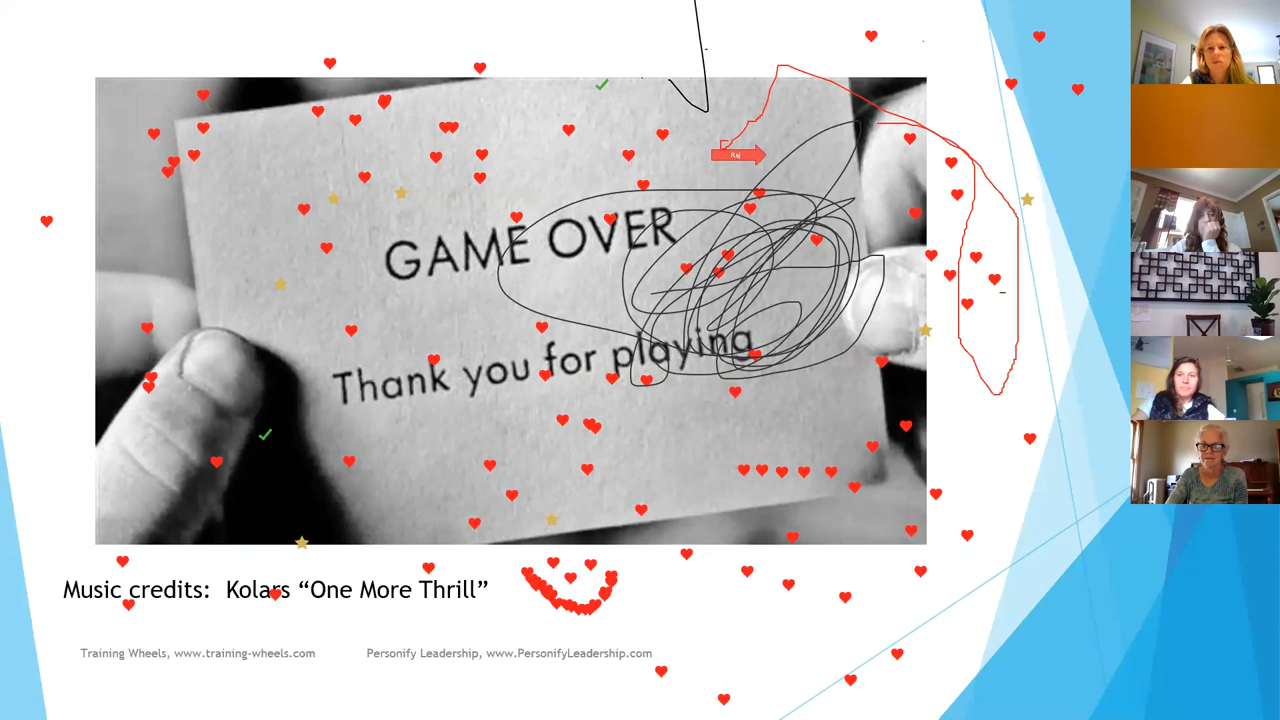 Raj
GAME OVER
Thank you for playing
Music credits: Kolars “One More Thrill”
Training Wheels, www.training-wheels.com
Personify Leadership, www.PersonifyLeadership.com